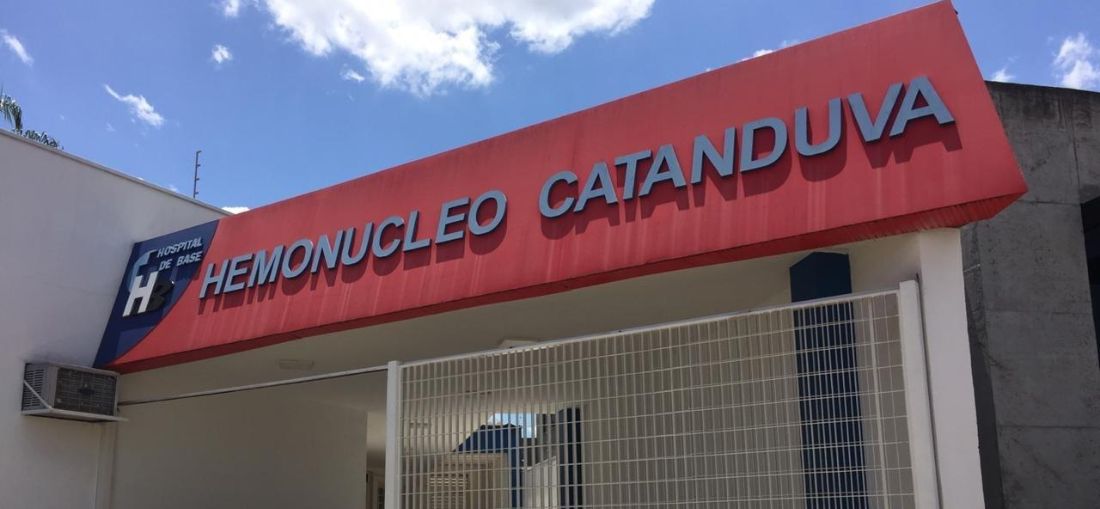 HOSPITAL
DE BASE
HB
HEMONUCLEO CATANDUVA